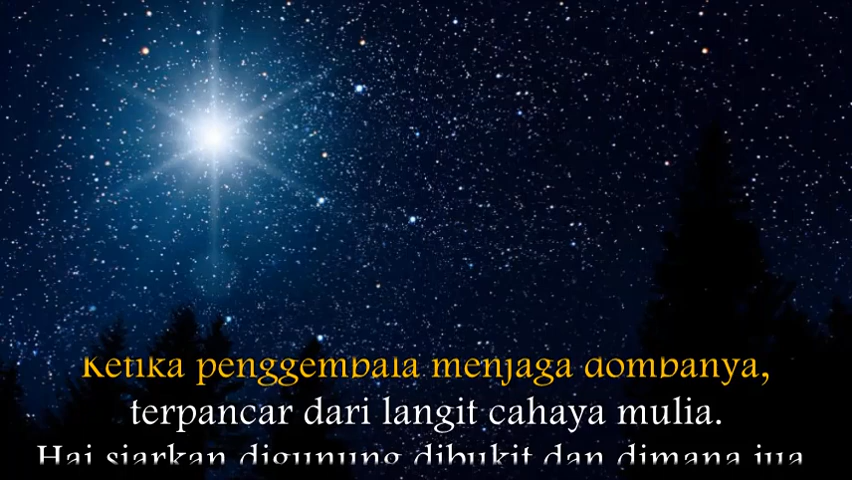 Ketika penggembala menjaga dombanya,
terpancar dari langit cahaya mulia.
Hai siarkan digunung dibukit dan dimana jua